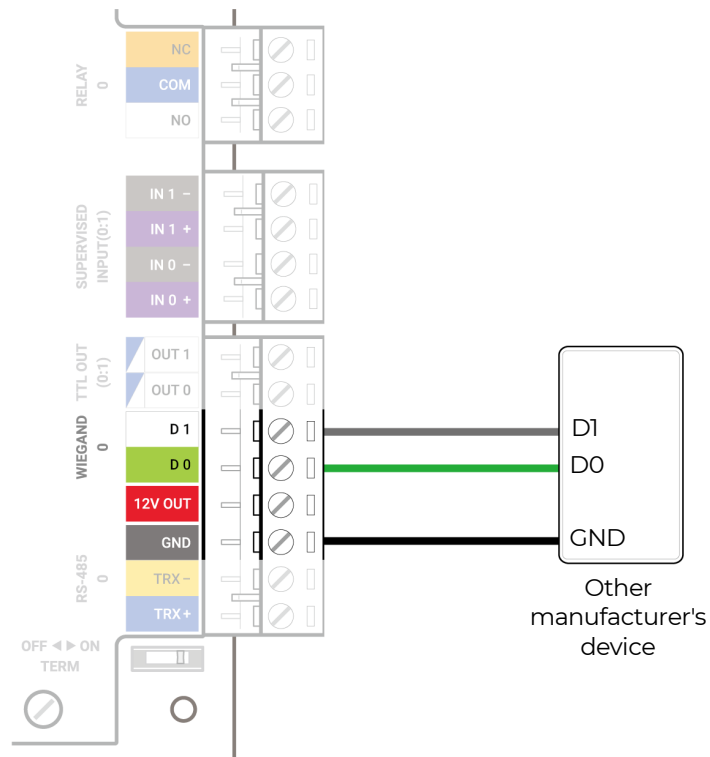 RELAY
0
NC
COM
NO
SUPERVISED
INPUT(0:1)
IN 1 −
IN 1 +
IN 0 −
IN 0 +
TTL OUT
(0:1)
OUT 1
OUT 0
WIEGAND
0
D 1
D 0
12V OUT
GND
RS-485
0
TRX −
TRX +
OFF ◀ ▶ ON
TERM
D1
D0
GND
Other
manufacturer's
device